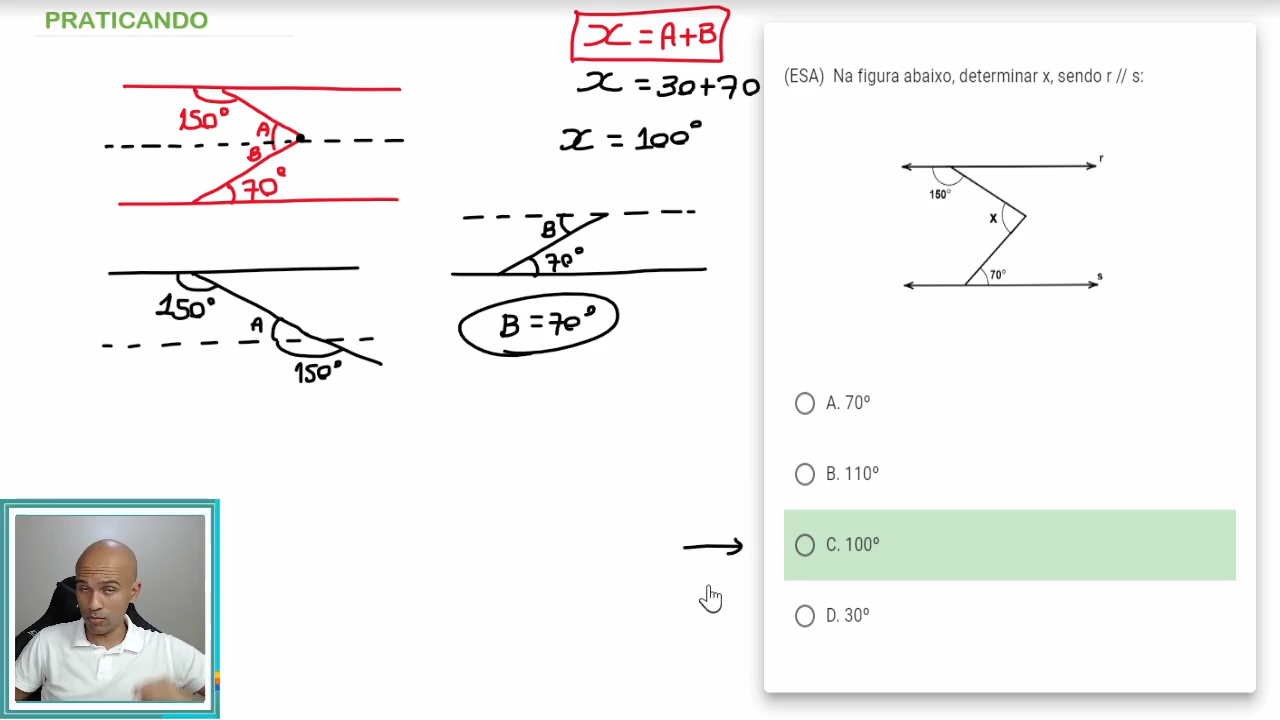 PRATICANDO
x = A+B
x = 30+70
x = 100°
150°
A
B
70°
B
70°
B = 70°
150°
A
150°
(ESA) Na figura abaixo, determinar x, sendo r // s:
r
150°
x
70°
s
A. 70º
B. 110º
C. 100º
D. 30º